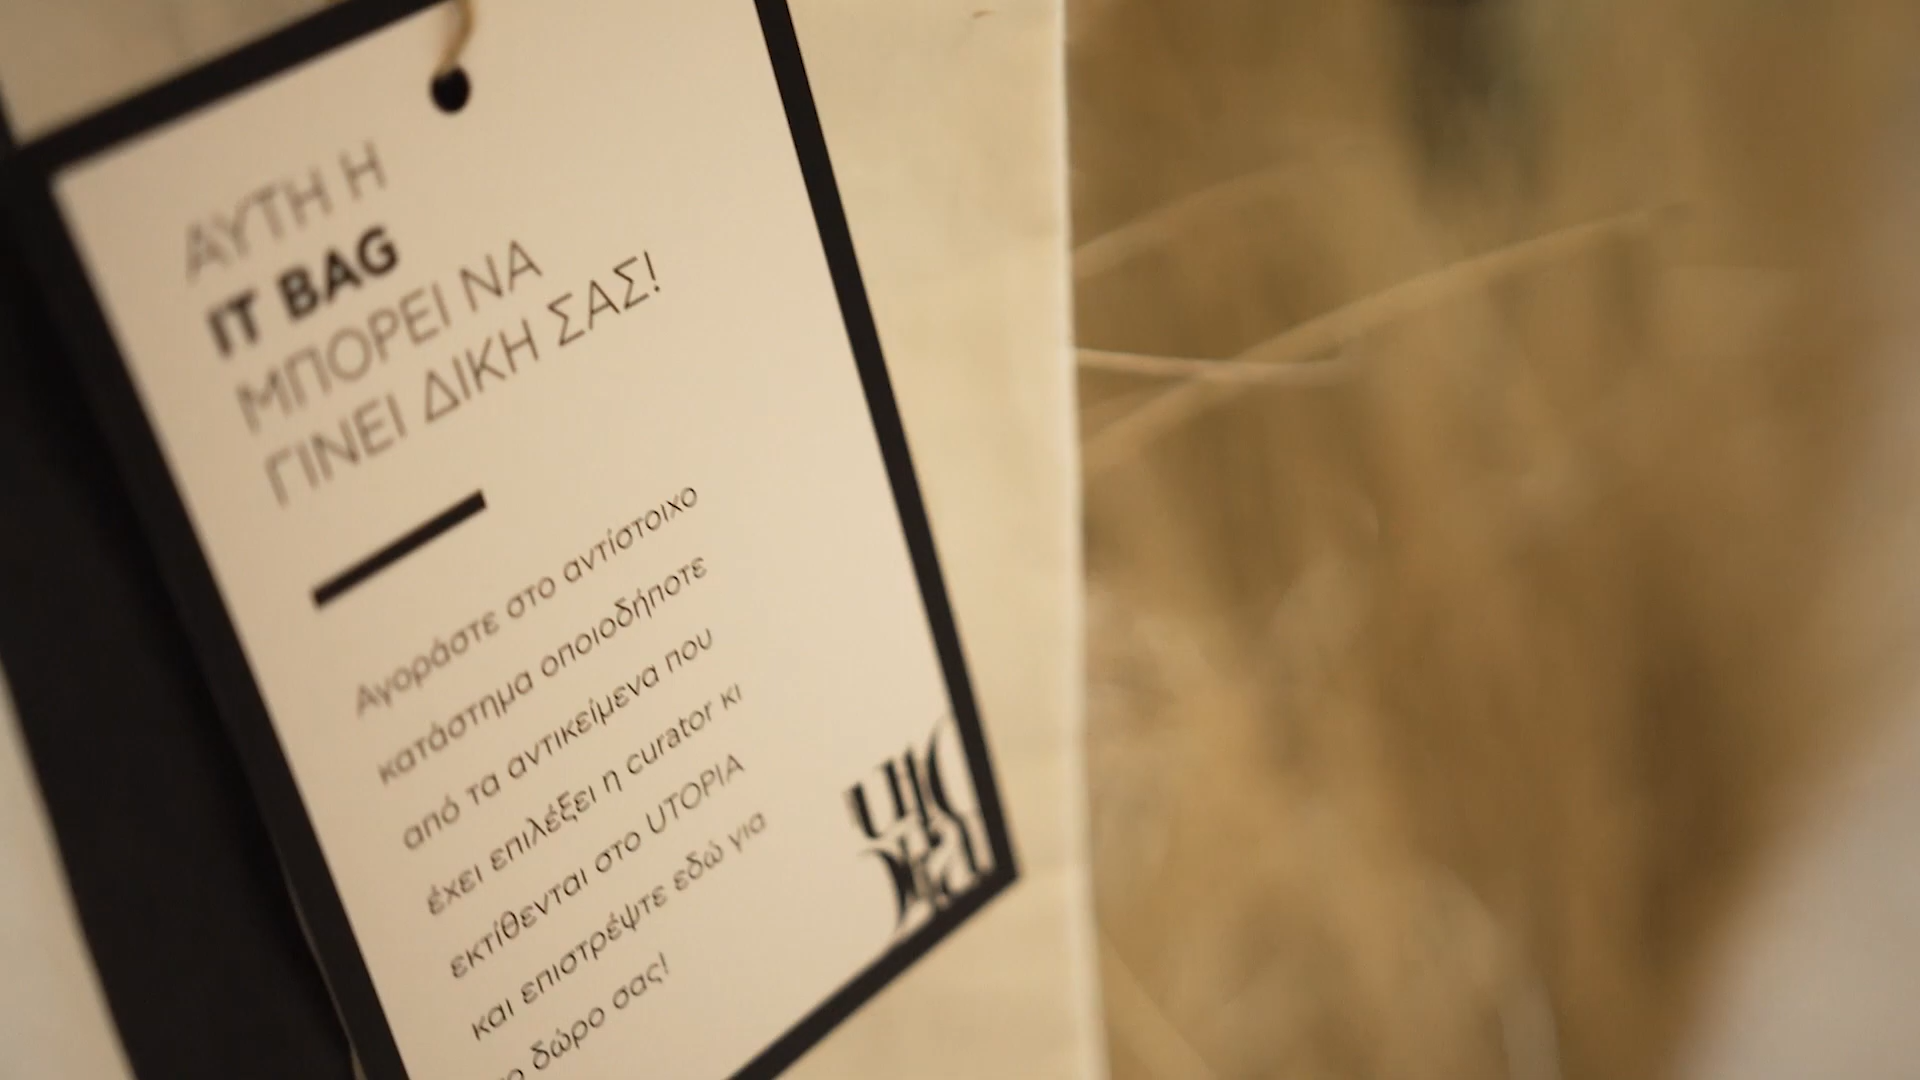 ΑΥΤΗ Η
IT BAG
ΜΠΟΡΕΙ ΝΑ
ΓΙΝΕΙ ΔΙΚΗ ΣΑΣ!
Αγοράστε στο αντίστοιχο
κατάστημα οποιοδήποτε
από τα αντικείμενα που
έχει επιλέξει η curator κι
εκτίθενται στο UTOPIA
και επιστρέψτε εδώ για
δώρο σας!